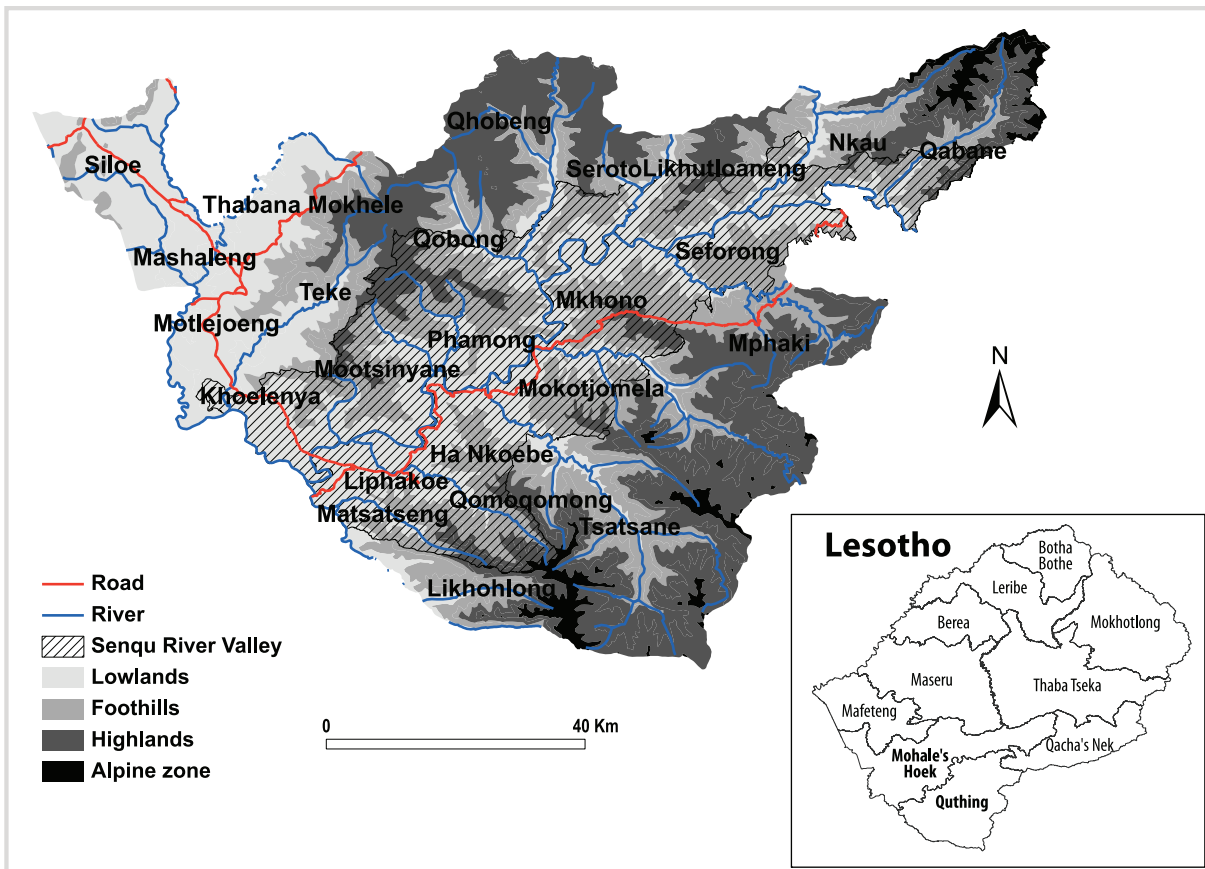 Qhobeng
Siloe
Seroto
Likhutloaneng
Nkau
Qabane
Thabana Mokhele
Qobong
Seforong
Mashaleng
Teke
Mkhono
Motlejoeng
Phamong
Mphaki
Mootsinyane
Mokotjomela
Khoelenya
Ha Nkoebe
Liphakoe
Qomoqomong
Matsatseng
Tsatsane
Likhohlong
N
Road
River
Senqu River Valley
Lowlands
Foothills
Highlands
Alpine zone
0
40 Km
Lesotho
Botha
Bothe
Leribe
Berea
Mokhotlong
Maseru
Thaba Tseka
Mafeteng
Qacha's Nek
Mohale's
Hoek
Quthing